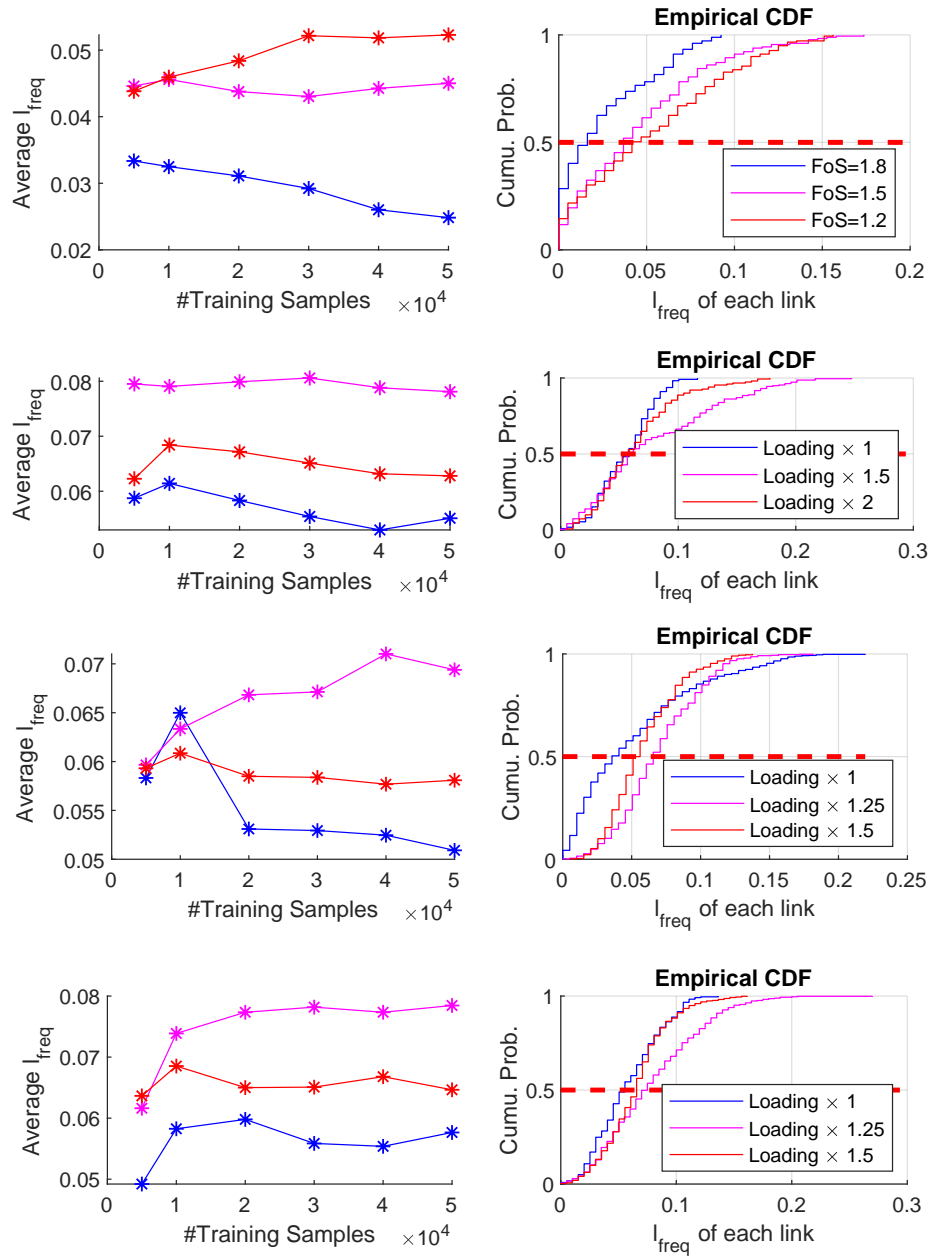 Empirical CDF
0.05
0.04
0.03
0.02
Average I_freq
0 1 2 3 4 5
#Training Samples ×10^4
1
0.5
0
Cumu. Prob.
FoS=1.8
FoS=1.5
FoS=1.2
0 0.05 0.1 0.15 0.2
I_freq of each link
Empirical CDF
0.08
0.07
0.06
Average I_freq
0 1 2 3 4 5
#Training Samples ×10^4
1
0.5
0
Cumu. Prob.
Loading × 1
Loading × 1.5
Loading × 2
0 0.1 0.2 0.3
I_freq of each link
Empirical CDF
0.07
0.065
0.06
0.055
0.05
Average I_freq
0 1 2 3 4 5
#Training Samples ×10^4
1
0.5
0
Cumu. Prob.
Loading × 1
Loading × 1.25
Loading × 1.5
0 0.05 0.1 0.15 0.2 0.25
I_freq of each link
Empirical CDF
0.08
0.07
0.06
0.05
Average I_freq
0 1 2 3 4 5
#Training Samples ×10^4
1
0.5
0
Cumu. Prob.
Loading × 1
Loading × 1.25
Loading × 1.5
0 0.1 0.2 0.3
I_freq of each link